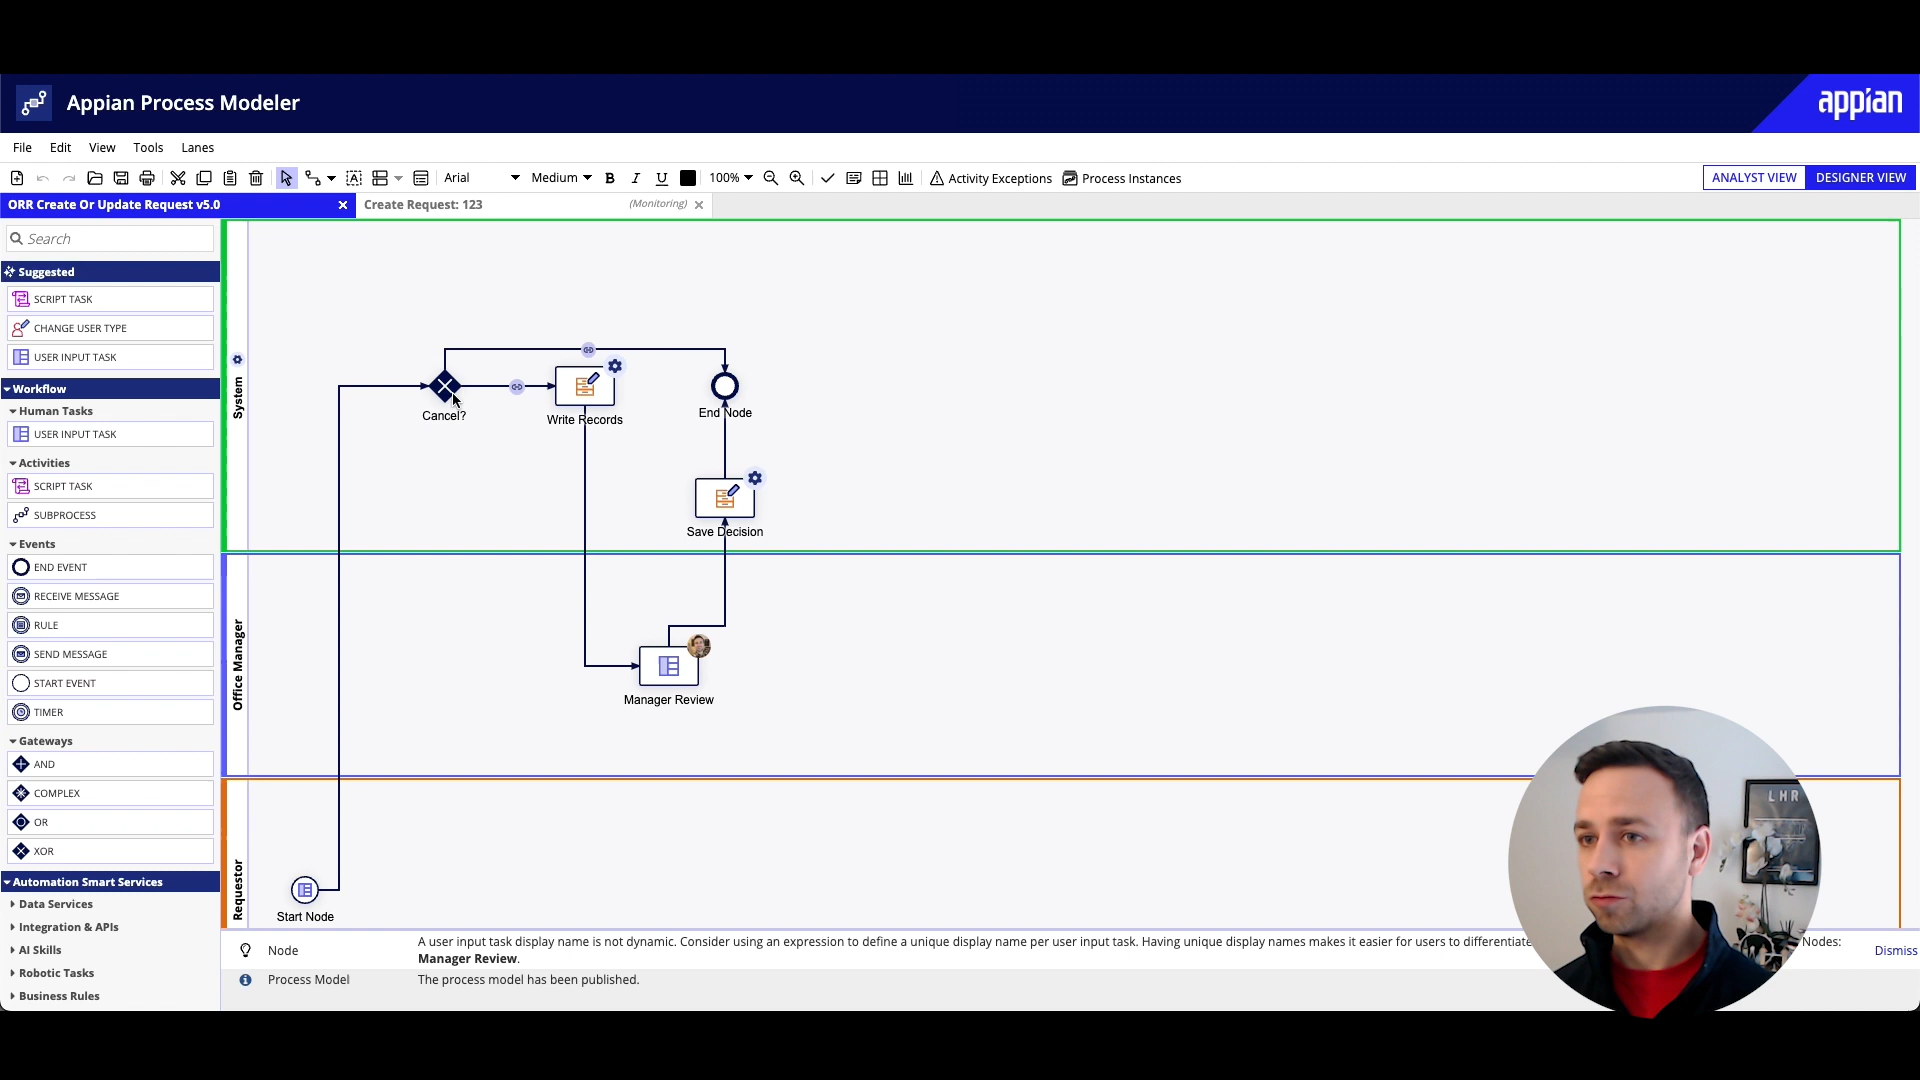 Appian Process Modeler
appian
File Edit View Tools Lanes
Arial Medium B I U 100% Activity Exceptions Process Instances ANALYST VIEW DESIGNER VIEW
ORR Create Or Update Request v5.0 Create Request: 123 (Monitoring)
Search
Suggested
SCRIPT TASK
CHANGE USER TYPE
USER INPUT TASK
Workflow
Human Tasks
USER INPUT TASK
Activities
SCRIPT TASK
SUBPROCESS
Events
END EVENT
RECEIVE MESSAGE
RULE
SEND MESSAGE
START EVENT
TIMER
Gateways
AND
COMPLEX
OR
XOR
Automation Smart Services
Data Services
Integration & APIs
AI Skills
Robotic Tasks
Business Rules
System
Cancel?
Write Records
End Node
Save Decision
Office Manager
Manager Review
Requestor
Start Node
LHR
Node A user input task display name is not dynamic. Consider using an expression to define a unique display name per user input task. Having unique display names makes it easier for users to differentiate Nodes:
Manager Review.
Dismiss
Process Model The process model has been published.